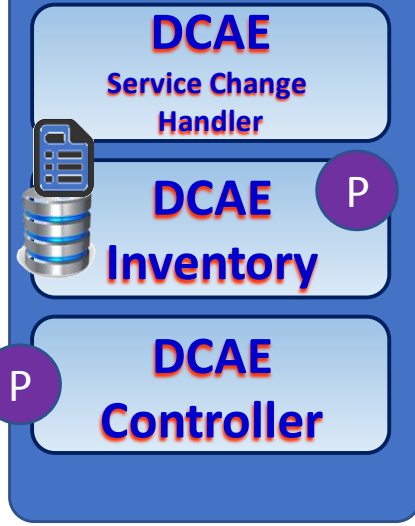 DCAE
Service Change
Handler
P
DCAE
Inventory
P
DCAE
Controller